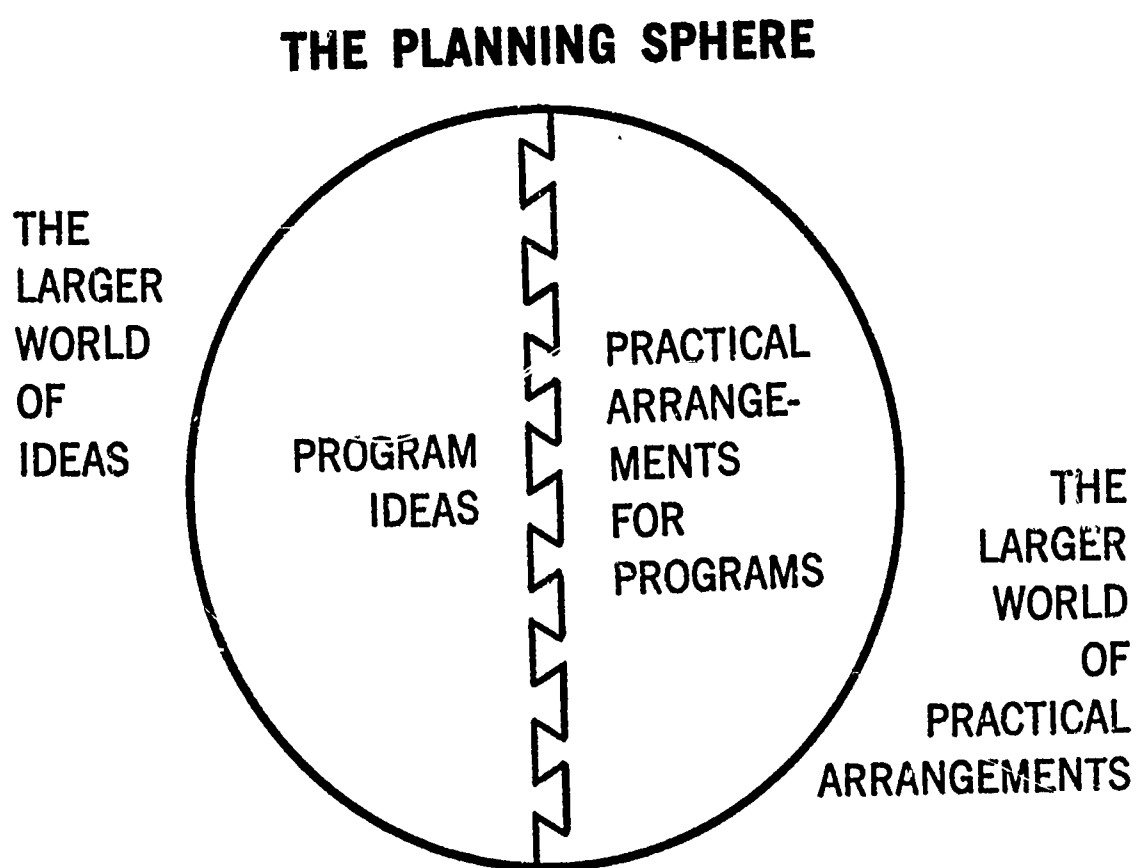 THE PLANNING SPHERE
THE
LARGER
WORLD
OF
IDEAS
PROGRAM
IDEAS
PRACTICAL
ARRANGE-
MENTS
FOR
PROGRAMS
THE
LARGER
WORLD
OF
PRACTICAL
ARRANGEMENTS